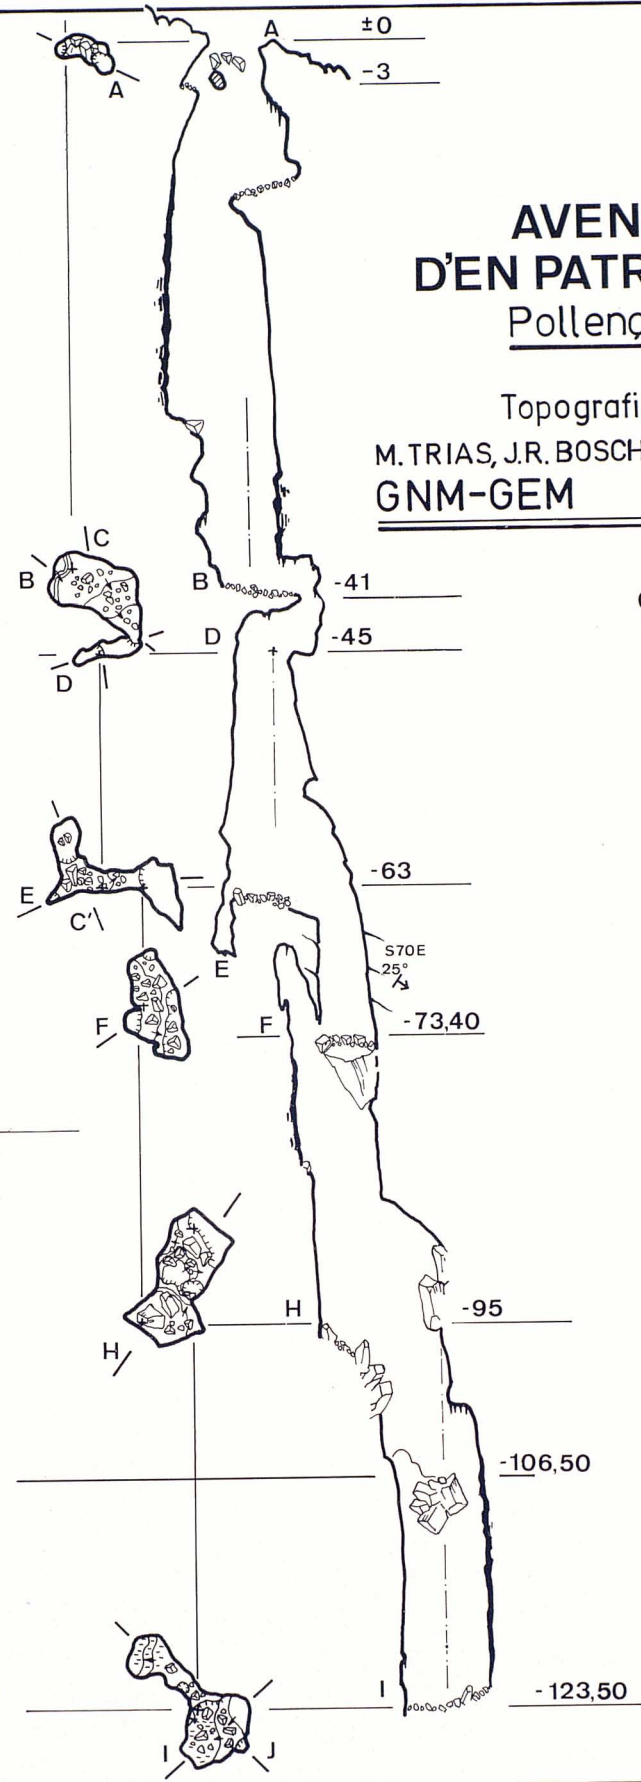 A
±0
-3
A
AVEN
D'EN PATR
Pollenç
Topografi
M. TRIAS, J.R. BOSCH
GNM-GEM
C
B
B
-41
D
-45
D
-63
E
C'
E
S70E
25°
F
F
-73,40
H
-95
H
-106,50
I
-123,50
I
J